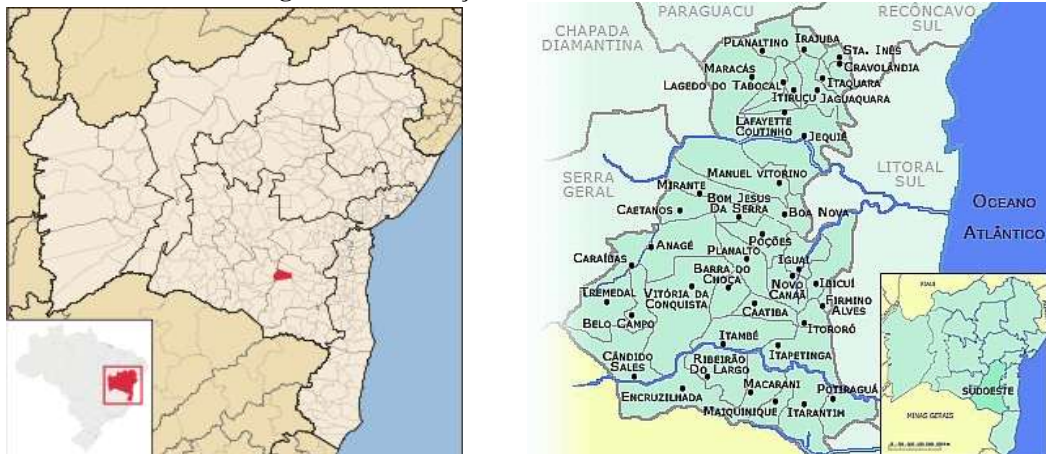 PARAGUAÇU
RECÔNCAVO
SUL
CHAPADA
DIAMANTINA
PLANALTINO
IRAJUBA
STA. INÊS
CRAVOLÂNDIA
MARACÁS
ITAQUARA
LAGEDO DO TABOCAL
ITIRUÇU
JAGUAQUARA
LAFAYETTE
COUTINHO
JEQUIÉ
SERRA
GERAL
LITORAL
SUL
MANUEL VITORINO
MIRANTE
BOM JESUS
DA SERRA
CAETANOS
BOA NOVA
OCEANO
ATLÂNTICO
ANAGÉ
PLANALTO
POÇÕES
CARAÍBAS
IGUAÍ
BARRA DO
CHOÇA
NOVO
CANAÃ
IBICUÍ
TREMEDAL
VITÓRIA DA
CONQUISTA
CAATIBA
FIRMINO
ALVES
BELO CAMPO
ITORORÓ
ITAMBÉ
CÂNDIDO
SALES
RIBEIRÃO
DO LARGO
ITAPETINGA
ENCRUZILHADA
MACARANI
POTIRAGUÁ
MAIQUINIQUE
ITARANTIM
PIAUI
SUDOESTE
MINAS GERAIS